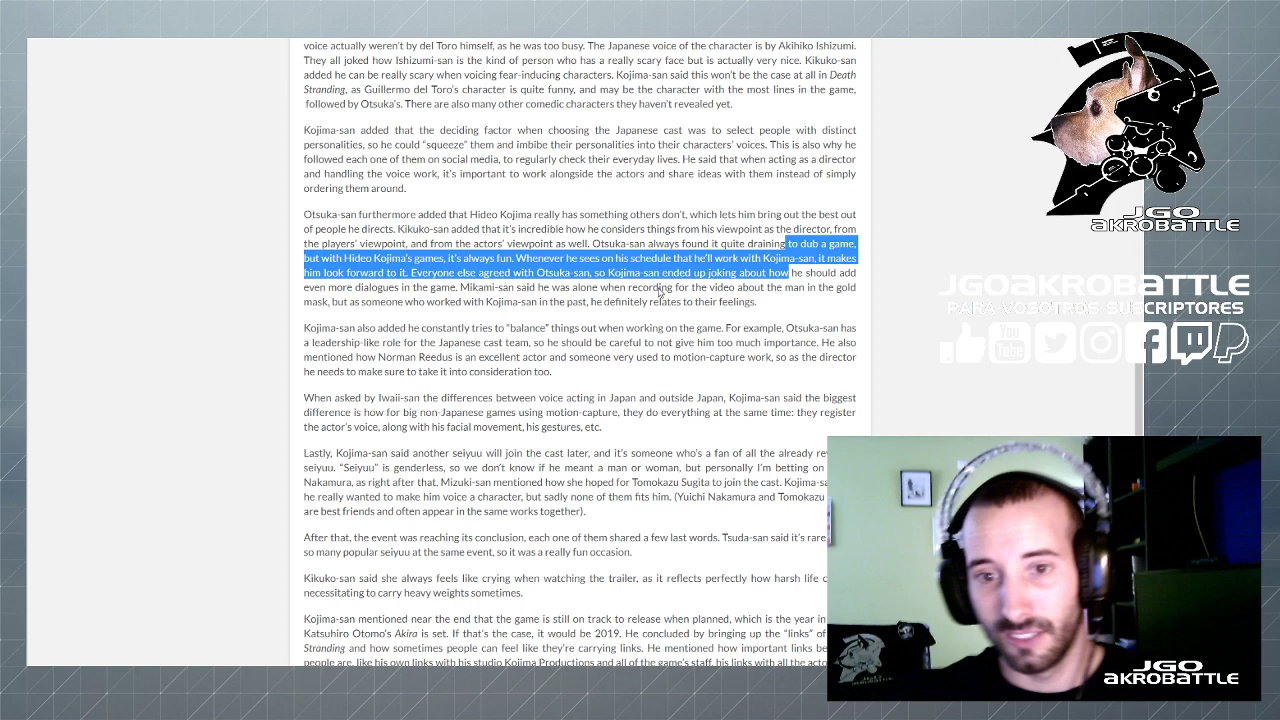 voice actually weren't by del Toro himself, as he was too busy. The Japanese voice of the character is by Akihiko Ishizumi.
They all joked how Ishizumi-san is the kind of person who has a really scary face but is actually very nice. Kikuko-san
added he can be really scary when voicing fear-inducing characters. Kojima-san said this won't be the case at all in Death
Stranding, as Guillermo del Toro's character is quite funny, and may be the character with the most lines in the game,
followed by Otsuka's. There are also many other comedic characters they haven't revealed yet.
Kojima-san added that the deciding factor when choosing the Japanese cast was to select people with distinct
personalities, so he could "squeeze" them and imbibe their personalities into their characters' voices. This is also why he
followed each one of them on social media, to regularly check their everyday lives. He said that when acting as a director
and handling the voice work, it's important to work alongside the actors and share ideas with them instead of simply
ordering them around.
Otsuka-san furthermore added that Hideo Kojima really has something others don't, which lets him bring out the best out
of people he directs. Kikuko-san added that it's incredible how he considers things from his viewpoint as the director, from
the players' viewpoint, and from the actors' viewpoint as well. Otsuka-san always found it quite draining to dub a game,
but with Hideo Kojima's games, it's always fun. Whenever he sees on his schedule that he'll work with Kojima-san, it makes
him look forward to it. Everyone else agreed with Otsuka-san, so Kojima-san ended up joking about how he should add
even more dialogues in the game. Mikami-san said he was alone when recording for the video about the man in the gold
mask, but as someone who worked with Kojima-san in the past, he definitely relates to their feelings.
Kojima-san also added he constantly tries to "balance" things out when working on the game. For example, Otsuka-san has
a leadership-like role for the Japanese cast team, so he should be careful to not give him too much importance. He also
mentioned how Norman Reedus is an excellent actor and someone very used to motion-capture work, so as the director
he needs to make sure to take it into consideration too.
When asked by Iwaii-san the differences between voice acting in Japan and outside Japan, Kojima-san said the biggest
difference is how for big non-Japanese games using motion-capture, they do everything at the same time: they register
the actor's voice, along with his facial movement, his gestures, etc.
Lastly, Kojima-san said another seiyuu will join the cast later, and it's someone who's a fan of all the already
seiyuu. "Seiyuu" is genderless, so we don't know if he meant a man or woman, but personally I'm betting on
Nakamura, as right after that, Mizuki-san mentioned how she hoped for Tomokazu Sugita to join the cast.
he really wanted to make him voice a character, but sadly none of them fits him. (Yuichi Nakamura and Tomokazu
are best friends and often appear in the same works together).
After that, the event was reaching its conclusion, each one of them shared a few last words. Tsuda-san said it's rare
so many popular seiyuu at the same event, so it was a really fun occasion.
Kikuko-san said she always feels like crying when watching the trailer, as it reflects perfectly how harsh life
necessitating to carry heavy weights sometimes.
Kojima-san mentioned near the end that the game is still on track to release when planned, which is the year in
Katsuhiro Otomo's Akira is set. If that's the case, it would be 2019. He concluded by bringing up the "links" of
Stranding and how sometimes people can feel like they're carrying links. He mentioned how important links
people are, like his own links with his studio Kojima Productions and all of the game's staff, his links with all the
JGO
AKROBATTLE
JGOAKROBATTLE
PARA VOSOTROS SUSCRIPTORES
You Tube
JGO
AKROBATTLE